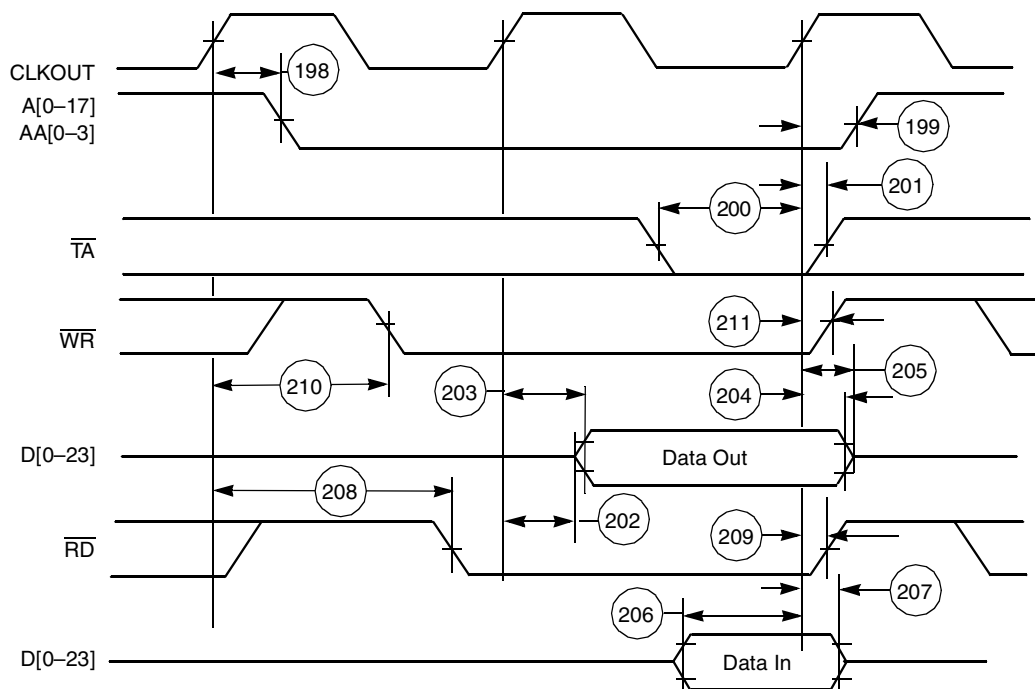 CLKOUT
198
A[0–17]
AA[0–3]
199
200
201
TA
WR
211
210
203
204
205
D[0–23]
Data Out
208
202
RD
209
206
207
D[0–23]
Data In